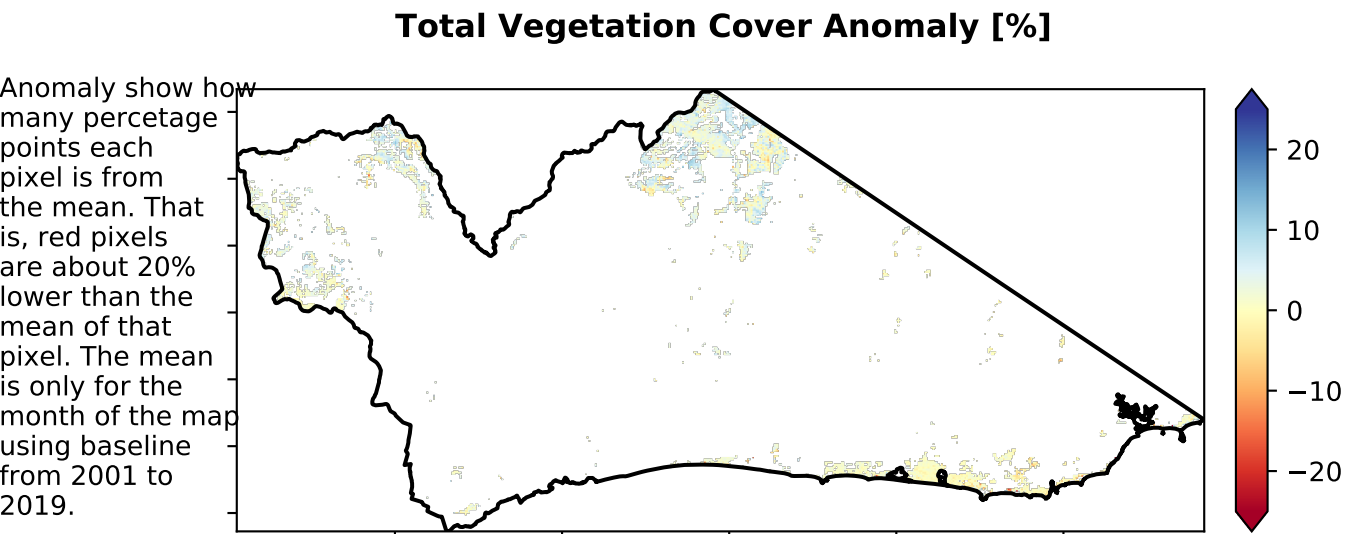 Total Vegetation Cover Anomaly [%]
Anomaly show how
many percetage
points each
pixel is from
the mean. That
is, red pixels
are about 20%
lower than the
mean of that
pixel. The mean
is only for the
month of the map
using baseline
from 2001 to
2019.
20
10
0
−10
−20